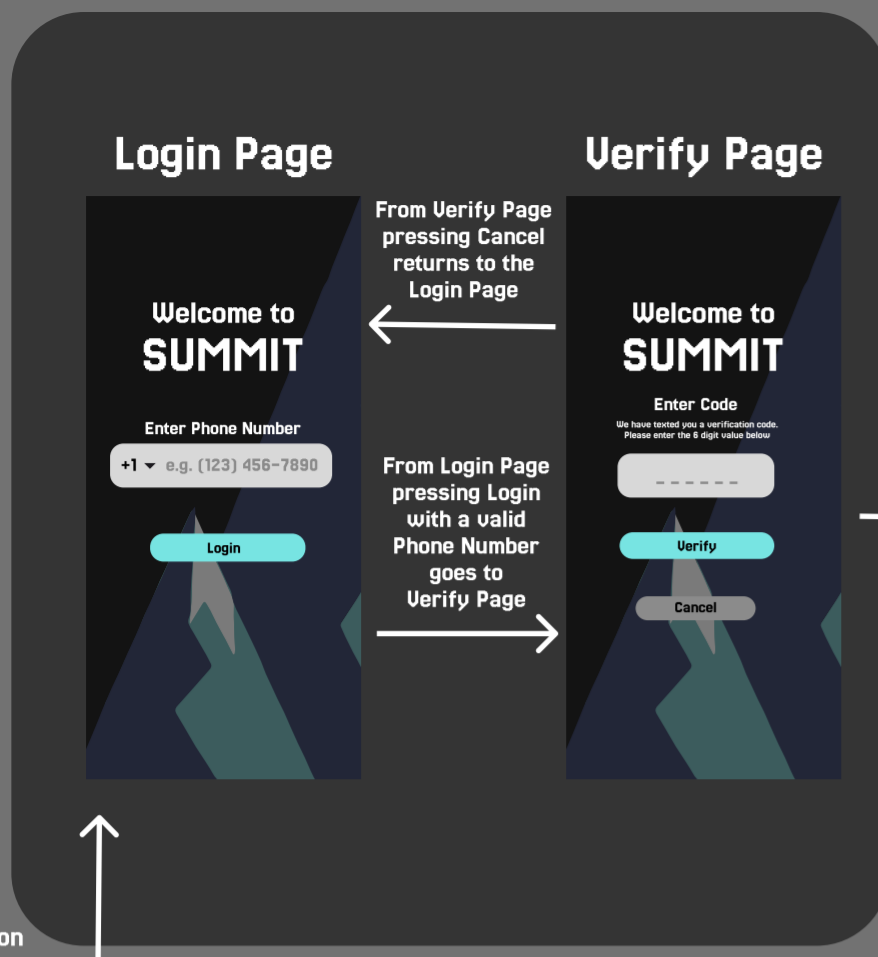 Login Page
Welcome to
SUMMIT
Enter Phone Number
+1 e.g. (123) 456-7890
Login
From Verify Page
pressing Cancel
returns to the
Login Page
From Login Page
pressing Login
with a valid
Phone Number
goes to
Verify Page
Verify Page
Welcome to
SUMMIT
Enter Code
We have texted you a verification code.
Please enter the 6 digit value below
_ _ _ _ _ _
Verify
Cancel